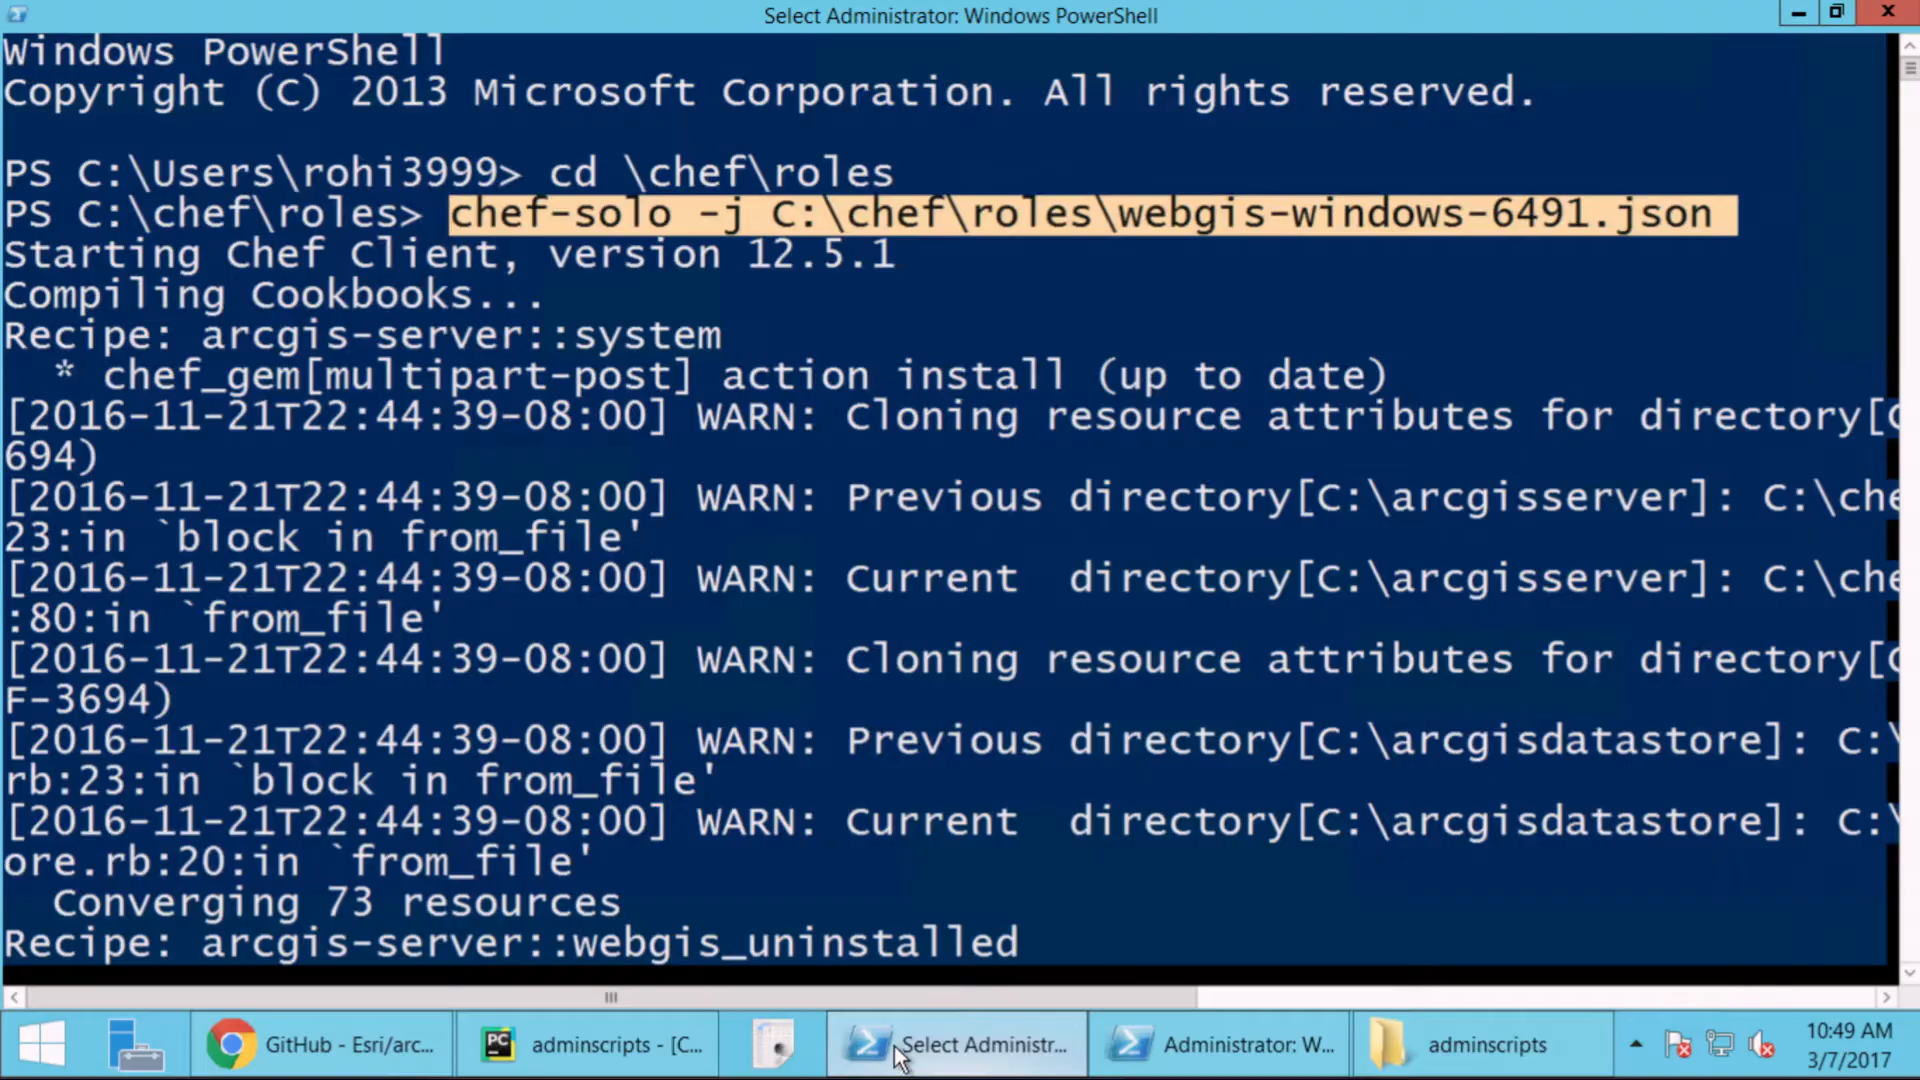 Select Administrator: Windows PowerShell
Windows PowerShell
Copyright (C) 2013 Microsoft Corporation. All rights reserved.
PS C:\Users\rohi3999> cd \chef\roles
PS C:\chef\roles> chef-solo -j C:\chef\roles\webgis-windows-6491.json
Starting Chef Client, version 12.5.1
Compiling Cookbooks...
Recipe: arcgis-server::system
* chef_gem[multipart-post] action install (up to date)
[2016-11-21T22:44:39-08:00] WARN: Cloning resource attributes for directory[C
694)
[2016-11-21T22:44:39-08:00] WARN: Previous directory[C:\arcgisserver]: C:\che
23:in `block in from_file'
[2016-11-21T22:44:39-08:00] WARN: Current  directory[C:\arcgisserver]: C:\che
:80:in `from_file'
[2016-11-21T22:44:39-08:00] WARN: Cloning resource attributes for directory[C
F-3694)
[2016-11-21T22:44:39-08:00] WARN: Previous directory[C:\arcgisdatastore]: C:\
rb:23:in `block in from_file'
[2016-11-21T22:44:39-08:00] WARN: Current  directory[C:\arcgisdatastore]: C:\
ore.rb:20:in `from_file'
Converging 73 resources
Recipe: arcgis-server::webgis_uninstalled
GitHub - Esri/arc...
PC
adminscripts - [C...
Select Administr...
Administrator: W...
adminscripts
10:49 AM
3/7/2017